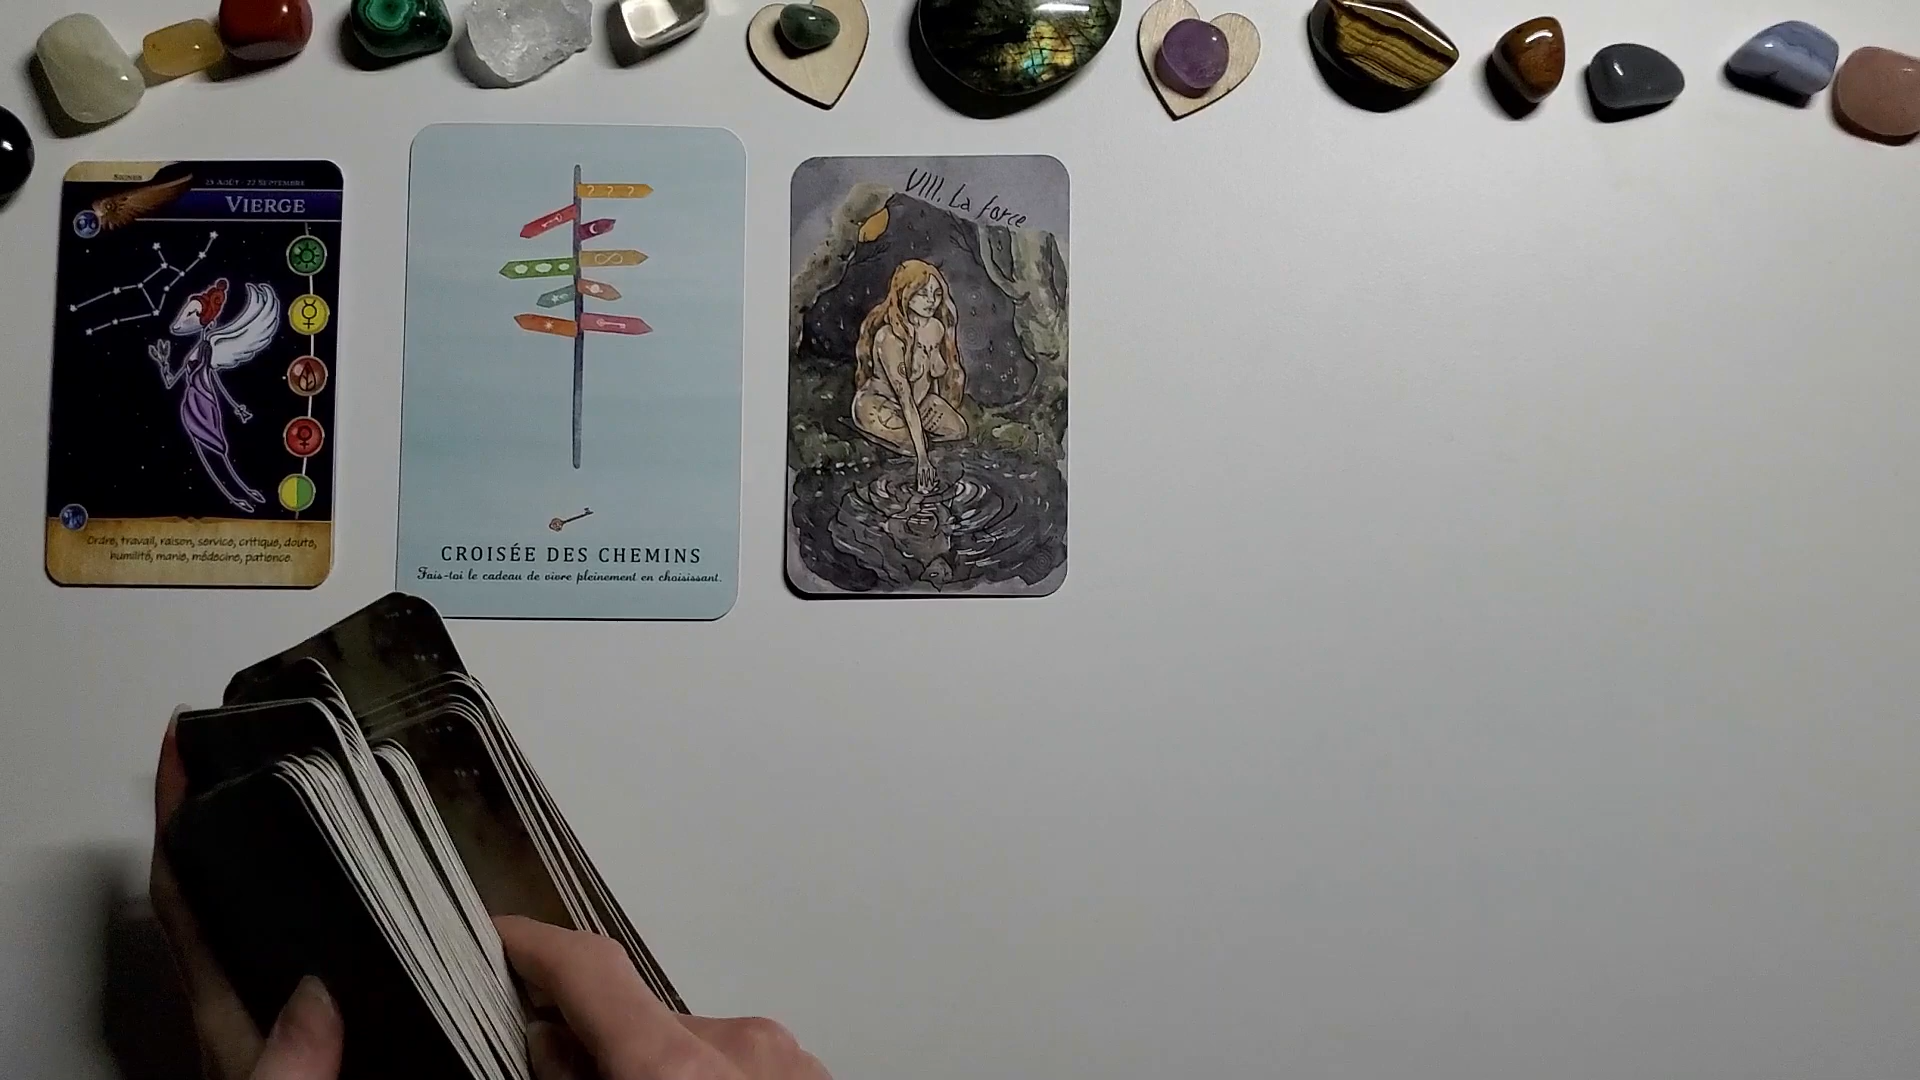 Signes
23 Août - 22 Septembre
VIERGE
Ordre, travail, raison, service, critique, doute,
humilité, manie, médecine, patience.
? ? ?
CROISÉE DES CHEMINS
Fais-toi le cadeau de vivre pleinement en choisissant.
VIII. La force